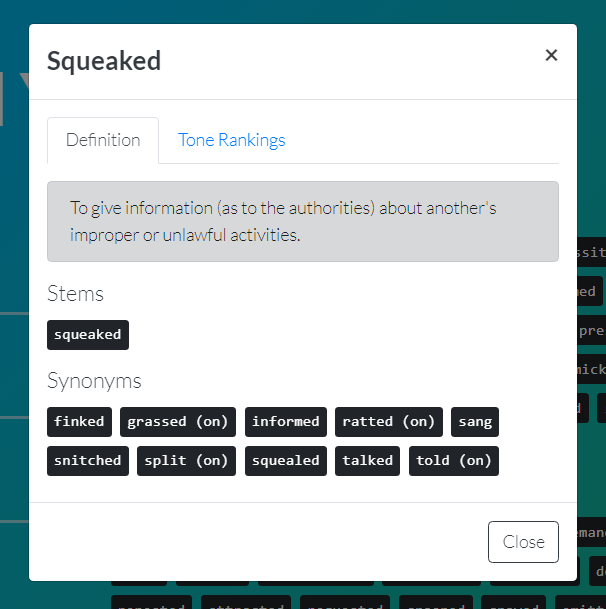 Squeaked ×
Definition Tone Rankings
To give information (as to the authorities) about another's
improper or unlawful activities.
Stems
squeaked
Synonyms
finked grassed (on) informed ratted (on) sang
snitched split (on) squealed talked told (on)
Close